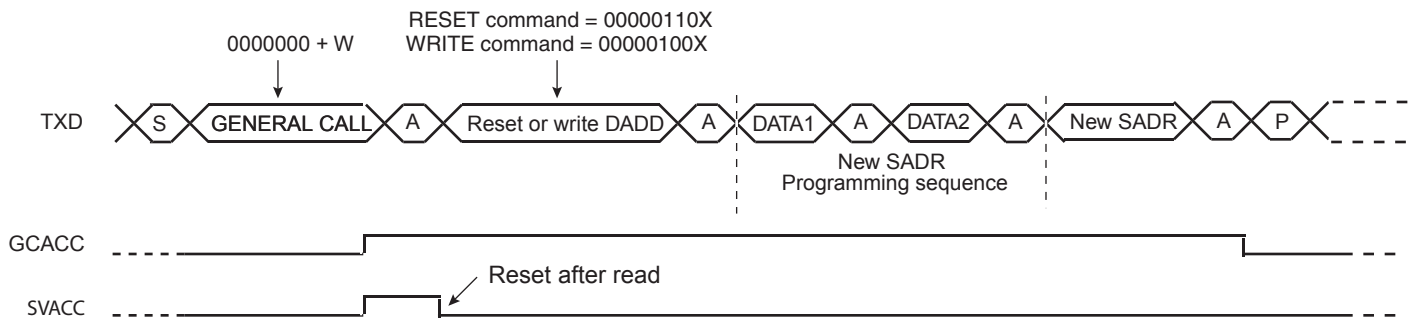 RESET command = 00000110X
0000000 + W
WRITE command = 00000100X
TXD
S
GENERAL CALL
A
Reset or write DADD
A
DATA1
A
DATA2
A
New SADR
A
P
New SADR
Programming sequence
GCACC
Reset after read
SVACC